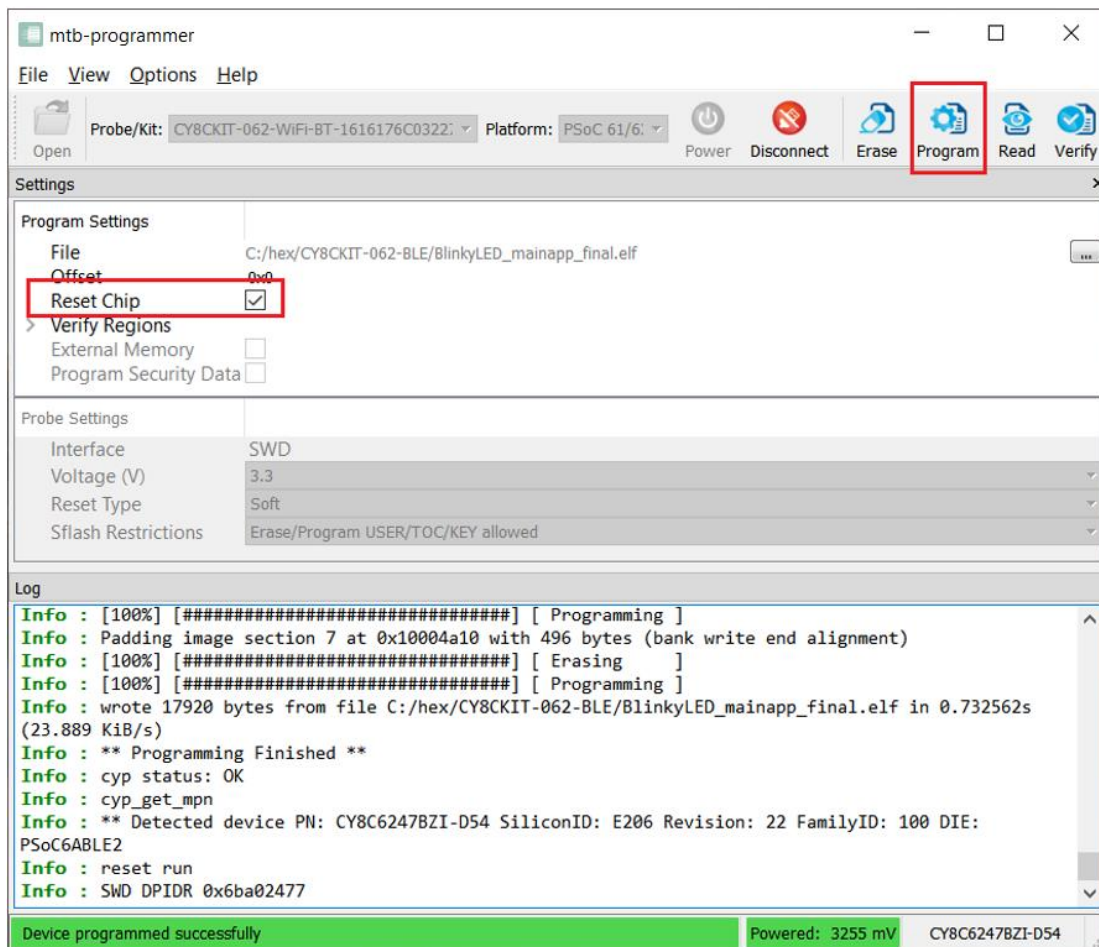 mtb-programmer
File View Options Help
Open Probe/Kit: CY8CKIT-062-WiFi-BT-1616176C0322 Platform: PSoC 61/6 Power Disconnect Erase Program Read Verify
Settings
Program Settings
File C:/hex/CY8CKIT-062-BLE/BlinkyLED_mainapp_final.elf ...
Offset 0x0
Reset Chip
Verify Regions
External Memory
Program Security Data
Probe Settings
Interface SWD
Voltage (V) 3.3
Reset Type Soft
Sflash Restrictions Erase/Program USER/TOC/KEY allowed
Log
Info : [100%] [################################] [ Programming ]
Info : Padding image section 7 at 0x10004a10 with 496 bytes (bank write end alignment)
Info : [100%] [################################] [ Erasing ]
Info : [100%] [################################] [ Programming ]
Info : wrote 17920 bytes from file C:/hex/CY8CKIT-062-BLE/BlinkyLED_mainapp_final.elf in 0.732562s
(23.889 KiB/s)
Info : ** Programming Finished **
Info : cyp status: OK
Info : cyp_get_mpn
Info : ** Detected device PN: CY8C6247BZI-D54 SiliconID: E206 Revision: 22 FamilyID: 100 DIE:
PSoC6ABLE2
Info : reset run
Info : SWD DPIDR 0x6ba02477
Device programmed successfully Powered: 3255 mV CY8C6247BZI-D54